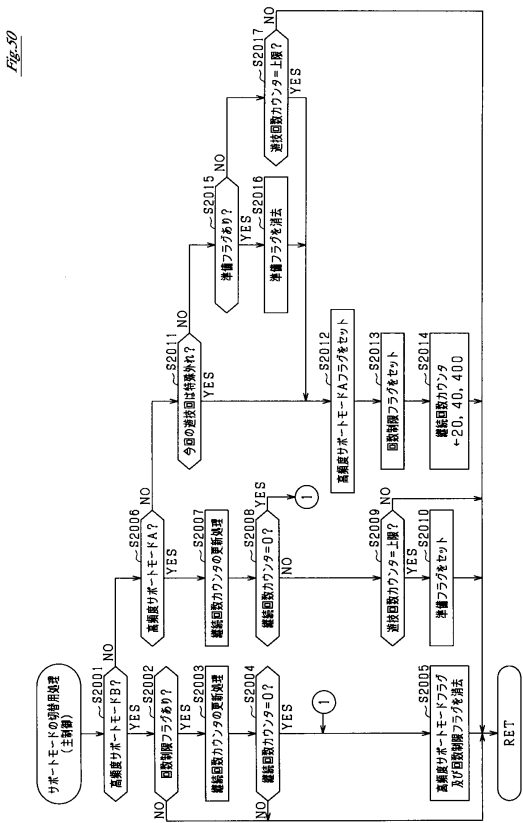 Fig.50
サポートモードの切替用処理
(主制御)
S2001
高頻度サポートモードB?
NO
YES
S2002
回数制限フラグあり?
NO
YES
S2003
継続回数カウンタの更新処理
S2004
継続回数カウンタ=0?
NO
YES
1
S2005
高頻度サポートモードフラグ
及び回数制限フラグを消去
RET
S2006
高頻度サポートモードA?
NO
YES
S2007
継続回数カウンタの更新処理
S2008
継続回数カウンタ=0?
YES
1
NO
S2009
遊技回数カウンタ=上限?
NO
YES
S2010
準備フラグをセット
S2011
今回の遊技回は特殊外れ?
NO
YES
S2012
高頻度サポートモードAフラグをセット
S2013
回数制限フラグをセット
S2014
継続回数カウンタ
←20, 40, 400
S2015
準備フラグあり?
NO
YES
S2016
準備フラグを消去
S2017
遊技回数カウンタ=上限?
NO
YES